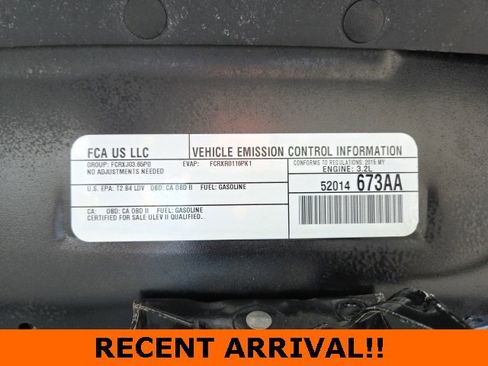 FCA US LLC
VEHICLE EMISSION CONTROL INFORMATION
GROUP: FCRXJ03.65P0 EVAP: FCRXR0116PK1
NO ADJUSTMENTS NEEDED
CONFORMS TO REGULATIONS: 2015 MY
ENGINE: 3.2L
U.S. EPA: T2 B4 LDV OBD: CA OBD II FUEL: GASOLINE
52014 673AA
CA: OBD: CA OBD II FUEL: GASOLINE
CERTIFIED FOR SALE ULEV II QUALIFIED.
RECENT ARRIVAL!!